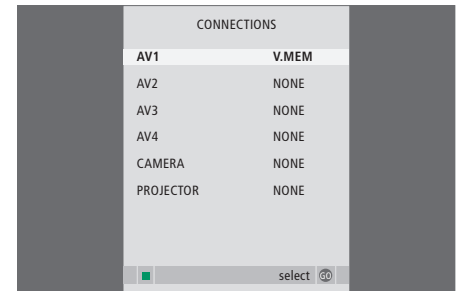 CONNECTIONS
AV1 V.MEM
AV2 NONE
AV3 NONE
AV4 NONE
CAMERA NONE
PROJECTOR NONE
select GO